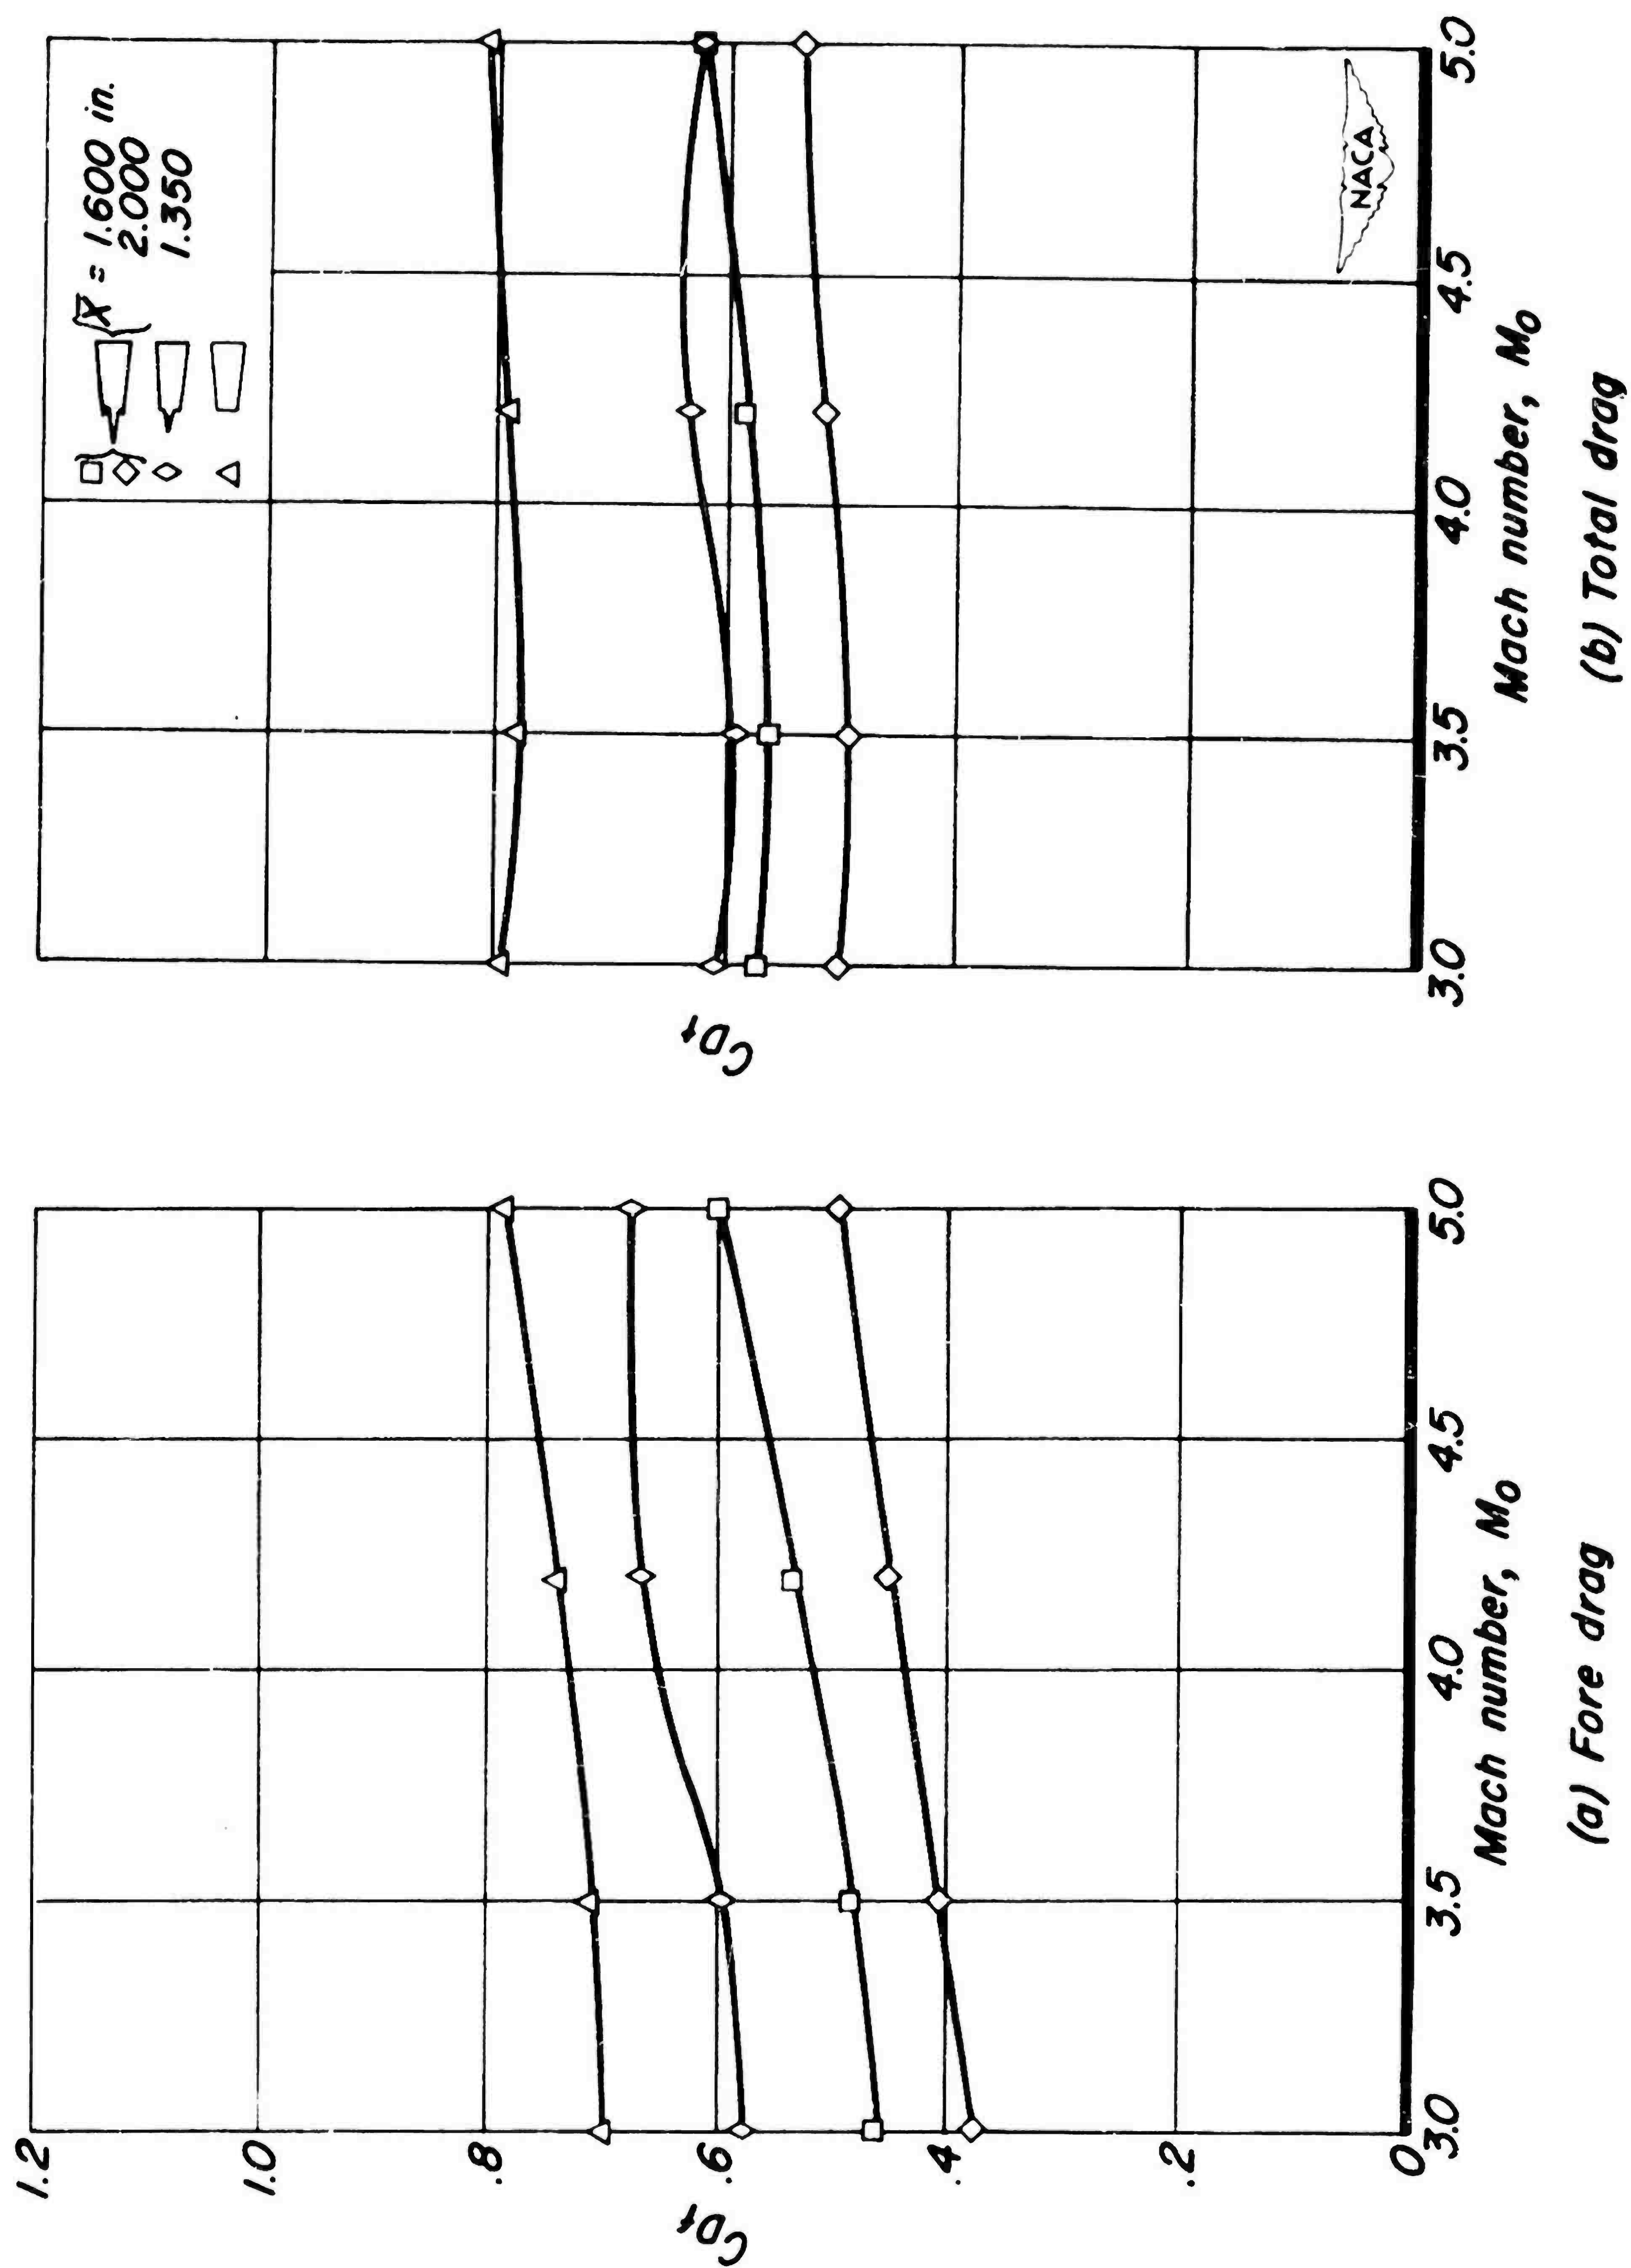 1.2
1.0
.8
.6
.4
.2
0
C_Df
3.0
3.5
4.0
4.5
5.0
Mach number, M₀
(a) Fore drag
x̄ = 1.600 in.
2.000
1.350
C_Dt
3.0
3.5
4.0
4.5
5.0
Mach number, M₀
(b) Total drag
NACA